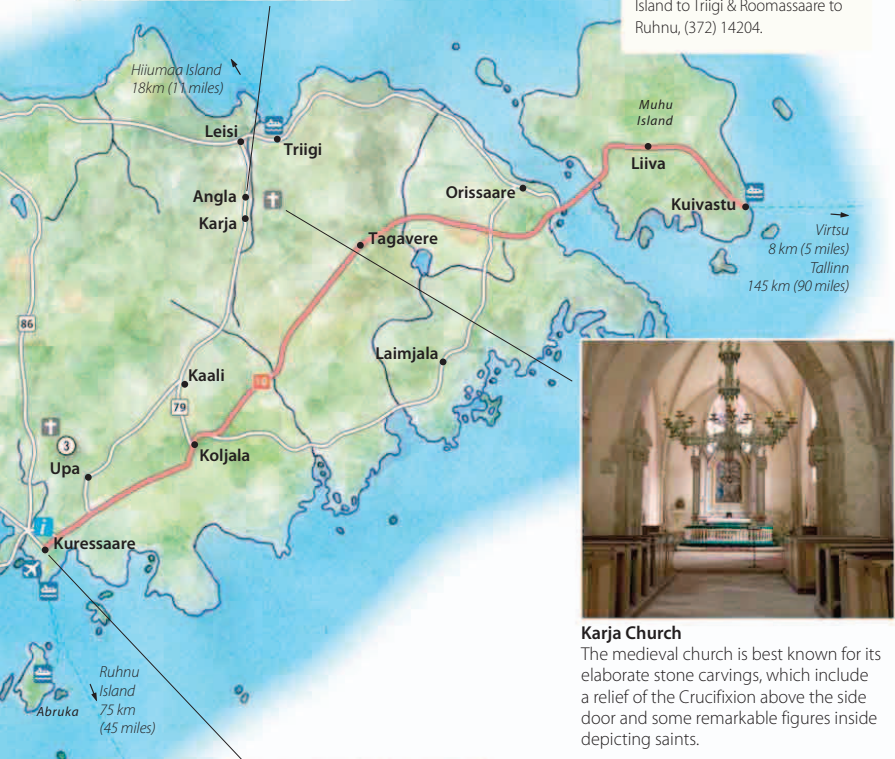 Island to Triigi & Roomassaare to
Ruhnu, (372) 14204.
Hiiumaa Island
18km (11 miles)
Muhu
Island
Leisi
Triigi
Liiva
Angla
Orissaare
Kuivastu
Karja
Virtsu
8 km (5 miles)
Tallinn
145 km (90 miles)
Tagavere
86
Laimjala
Kaali
10
79
3
Koljala
Upa
i
Kuressaare
Ruhnu
Island
75 km
(45 miles)
Abruka
Karja Church
The medieval church is best known for its
elaborate stone carvings, which include
a relief of the Crucifixion above the side
door and some remarkable figures inside
depicting saints.